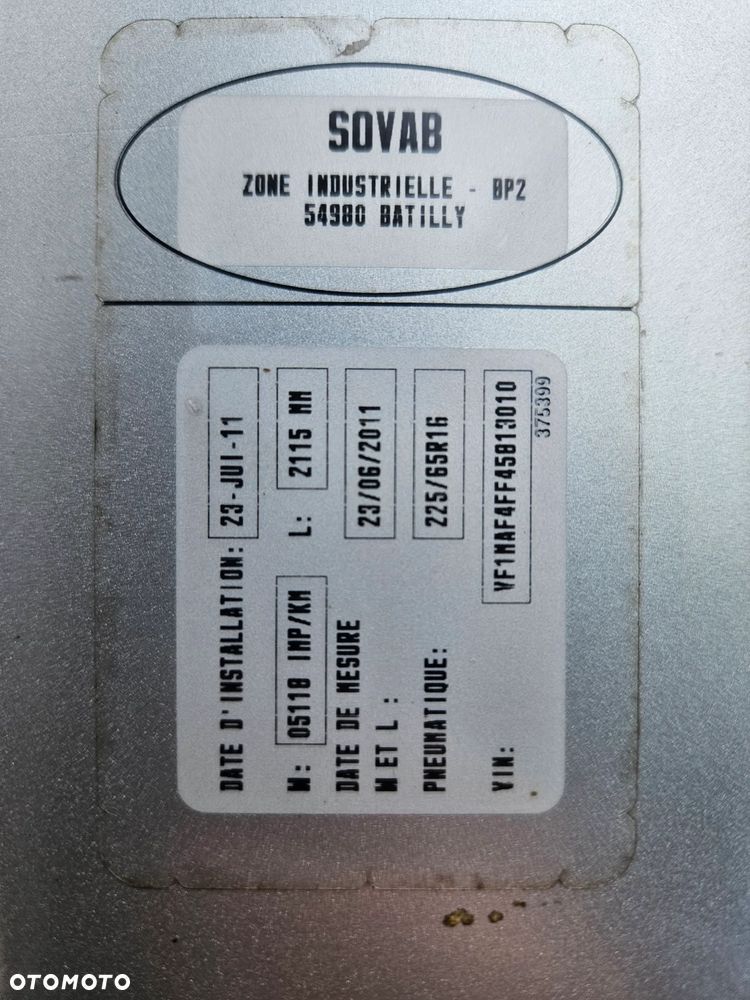 SOVAB
ZONE INDUSTRIELLE - BP2
54980 BATILLY
DATE D'INSTALLATION: 23-JUI-11
W: 05118 IMP/KM L: 2115 MM
DATE DE MESURE
W ET L : 23/06/2011
PNEUMATIQUE: 225/65R16
VIN: VF1MAF4FF45813010
375399
OTOMOTO